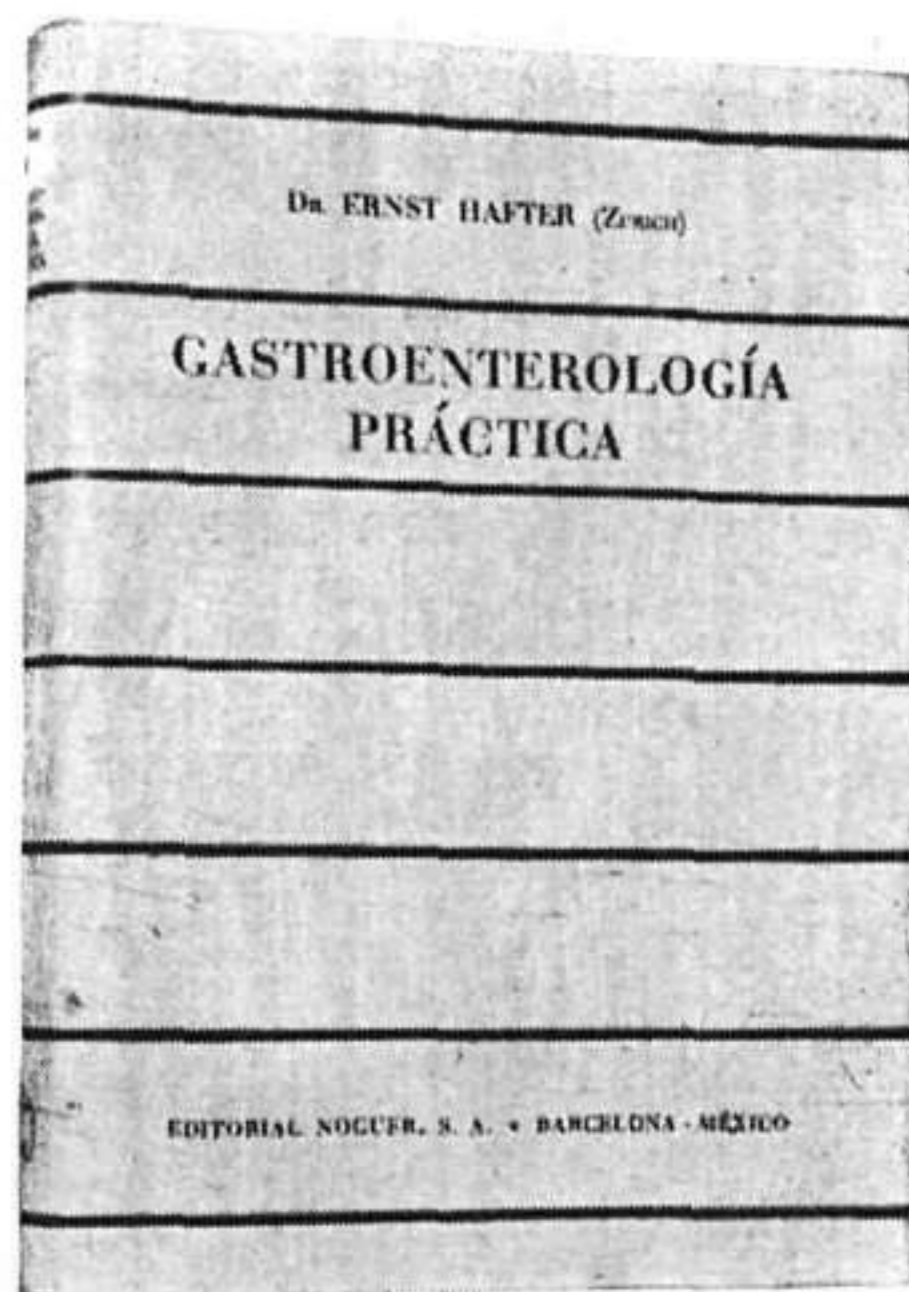 Dr. ERNST HAFTER (Zurich)
GASTROENTEROLOGÍA
PRÁCTICA
EDITORIAL NOGUER, S. A. • BARCELONA - MÉXICO